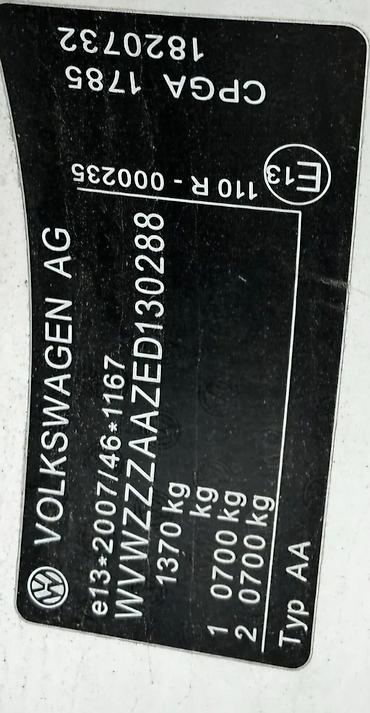 VOLKSWAGEN AG
e13*2007/46*1167
WVWZZZAAZED130288
1370 kg
kg
1 0700 kg
2 0700 kg
Typ AA
E13 110 R - 000235
CPGA 1785
1820732